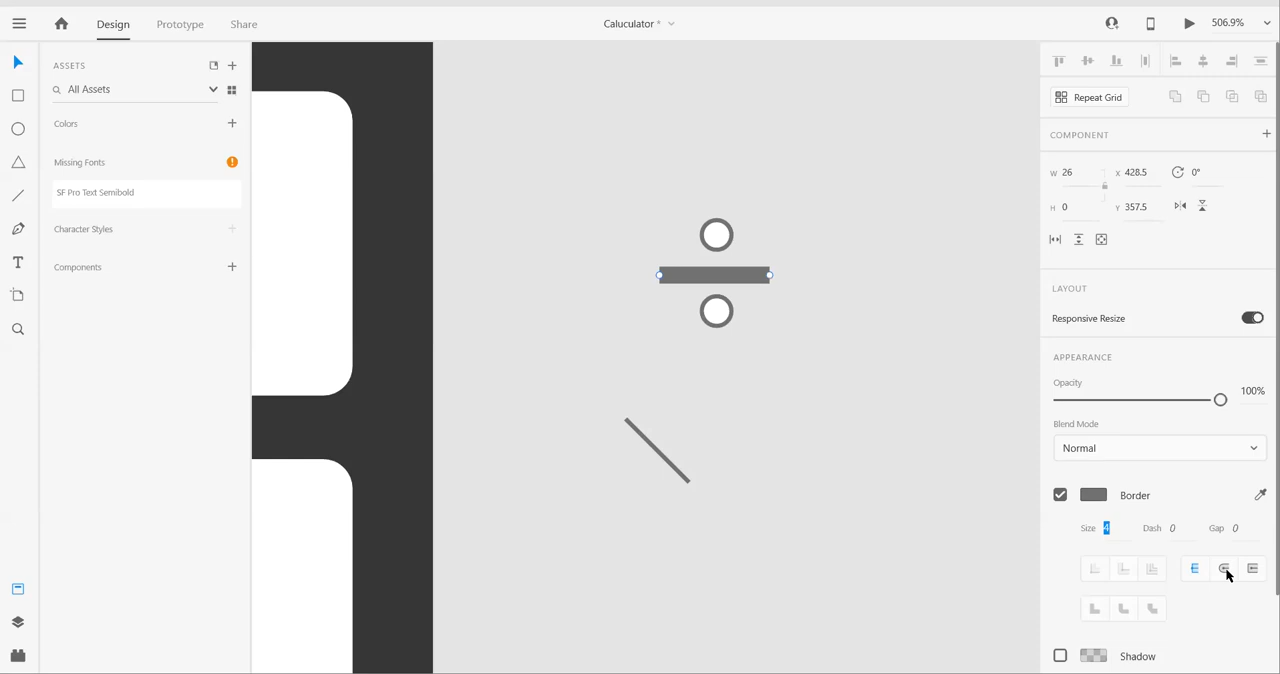 Design
Prototype
Share
Caluculator *
506.9%
ASSETS
All Assets
Colors
Missing Fonts
SF Pro Text Semibold
Character Styles
Components
Repeat Grid
COMPONENT
W 26 X 428.5 0°
H 0 Y 357.5
LAYOUT
Responsive Resize
APPEARANCE
Opacity
100%
Blend Mode
Normal
Border
Size 4 Dash 0 Gap 0
Shadow